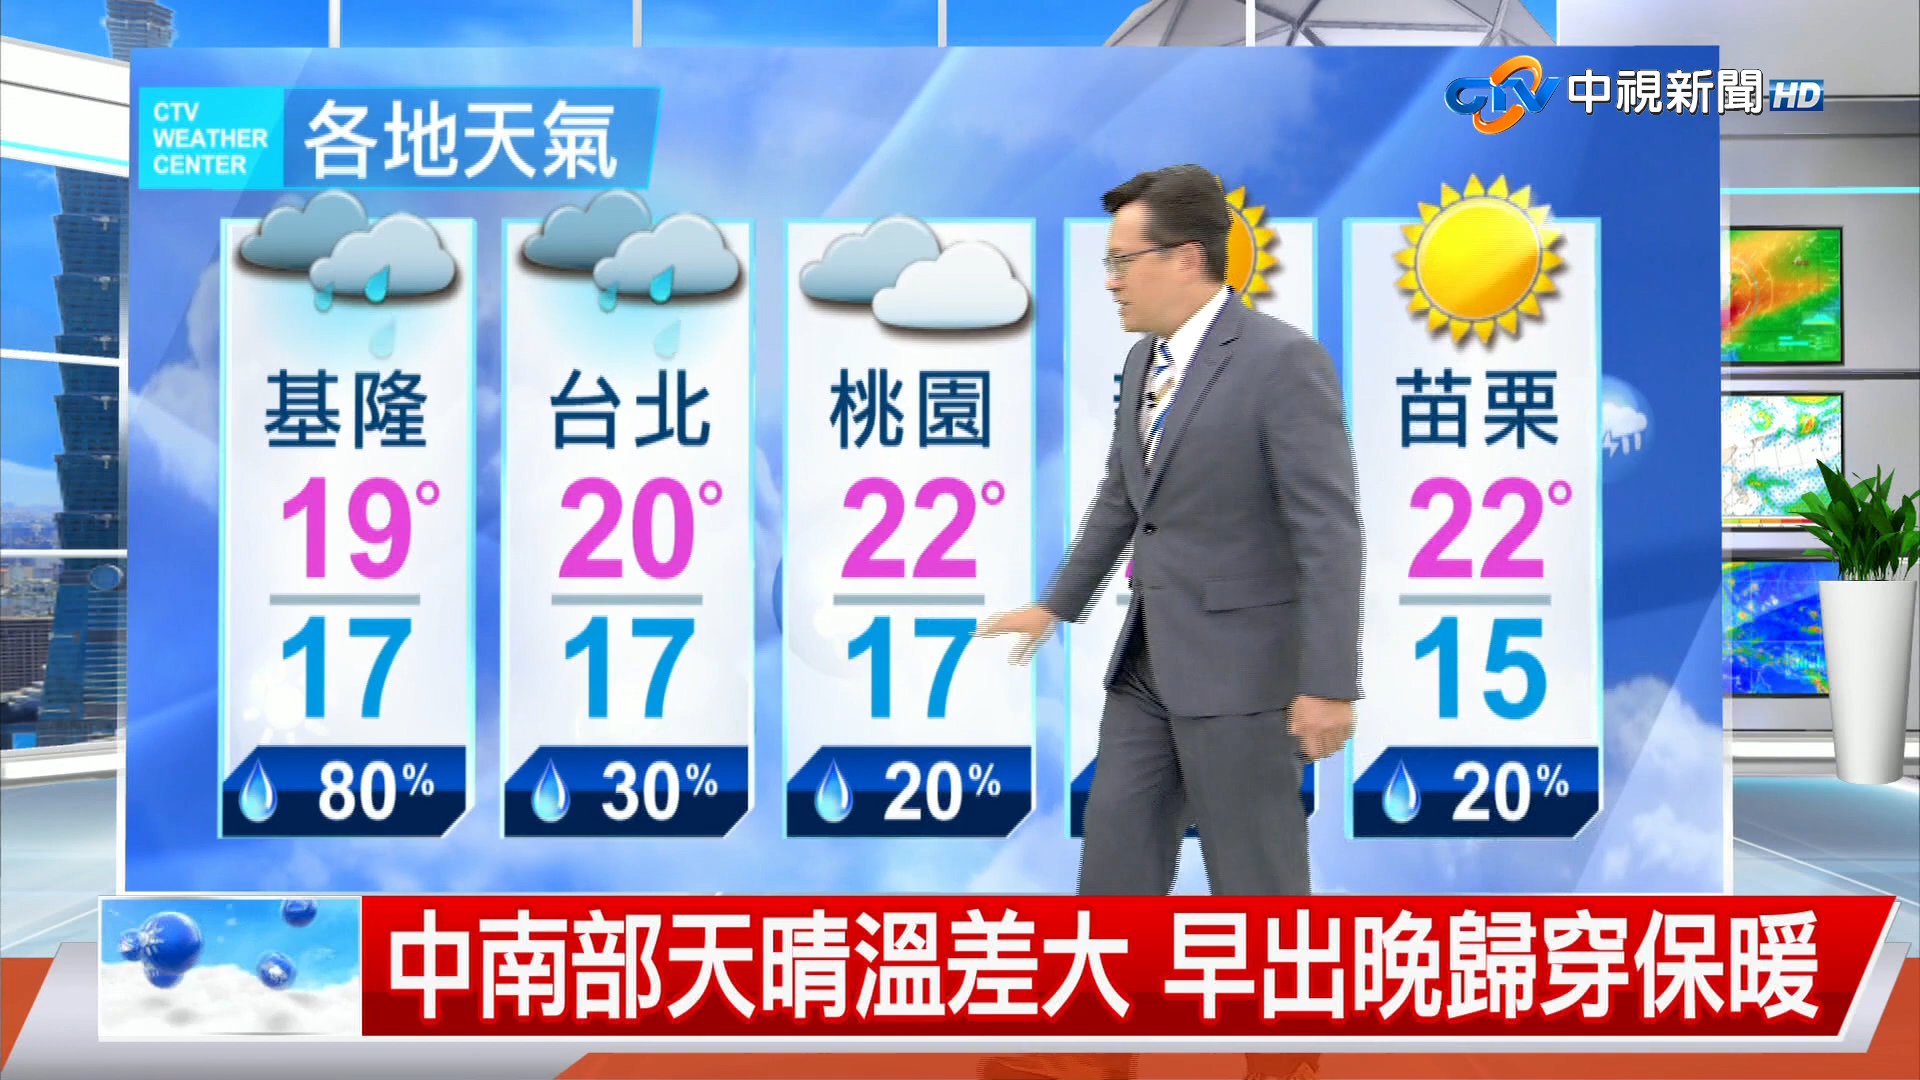 CTV 中視新聞 HD
CTV
WEATHER
CENTER
各地天氣
基隆
19°
17
80%
台北
20°
17
30%
桃園
22°
17
20%
苗栗
22°
15
20%
中南部天晴溫差大 早出晚歸穿保暖